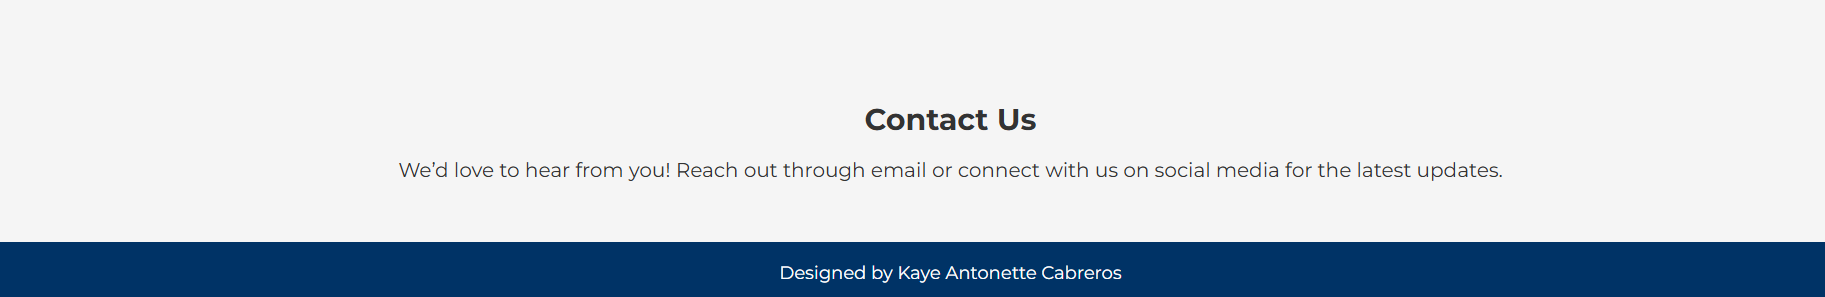 Contact Us
We’d love to hear from you! Reach out through email or connect with us on social media for the latest updates.
Designed by Kaye Antonette Cabreros